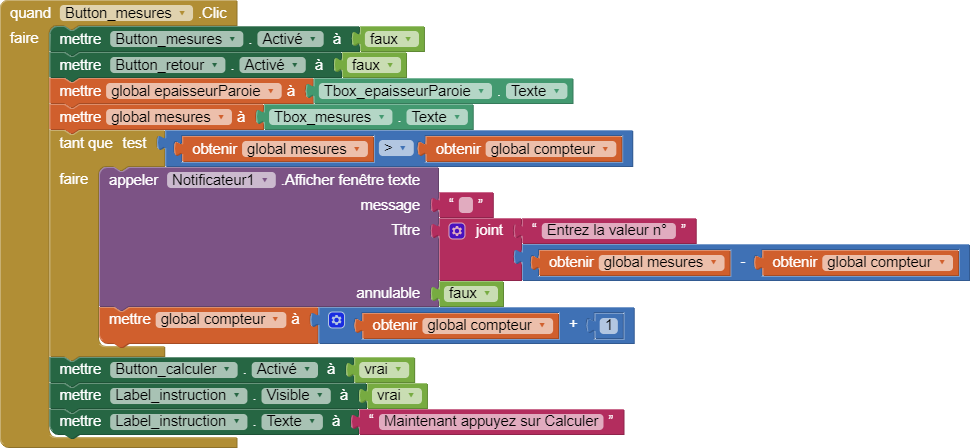 quand Button_mesures .Clic
faire mettre Button_mesures . Activé à faux
mettre Button_retour . Activé à faux
mettre global epaisseurParoie à Tbox_epaisseurParoie . Texte
mettre global mesures à Tbox_mesures . Texte
tant que test obtenir global mesures > obtenir global compteur
faire appeler Notificateur1 .Afficher fenêtre texte
message “ ”
Titre joint “ Entrez la valeur n° ”
obtenir global mesures - obtenir global compteur
annulable faux
mettre global compteur à obtenir global compteur + 1
mettre Button_calculer . Activé à vrai
mettre Label_instruction . Visible à vrai
mettre Label_instruction . Texte à “ Maintenant appuyez sur Calculer ”